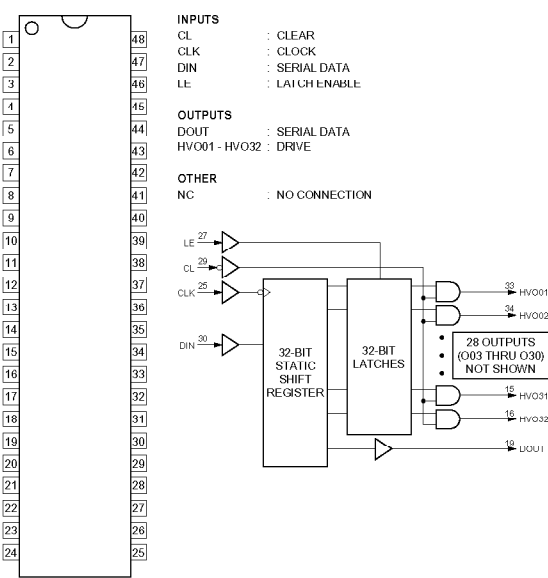 1
2
3
4
5
6
7
8
9
10
11
12
13
14
15
16
17
18
19
20
21
22
23
24
48
47
46
45
44
43
42
41
40
39
38
37
36
35
34
33
32
31
30
29
28
27
26
25
INPUTS
CL : CLEAR
CLK : CLOCK
DIN : SERIAL DATA
LE : LATCH ENABLE
OUTPUTS
DOUT : SERIAL DATA
HVO01 - HVO32 : DRIVE
OTHER
NC : NO CONNECTION
LE 27
CL 29
CLK 25
DIN 30
32-BIT
STATIC
SHIFT
REGISTER
32-BIT
LATCHES
33 HVO01
34 HVO02
28 OUTPUTS
(O03 THRU O30)
NOT SHOWN
15 HVO31
16 HVO32
19 DOUT